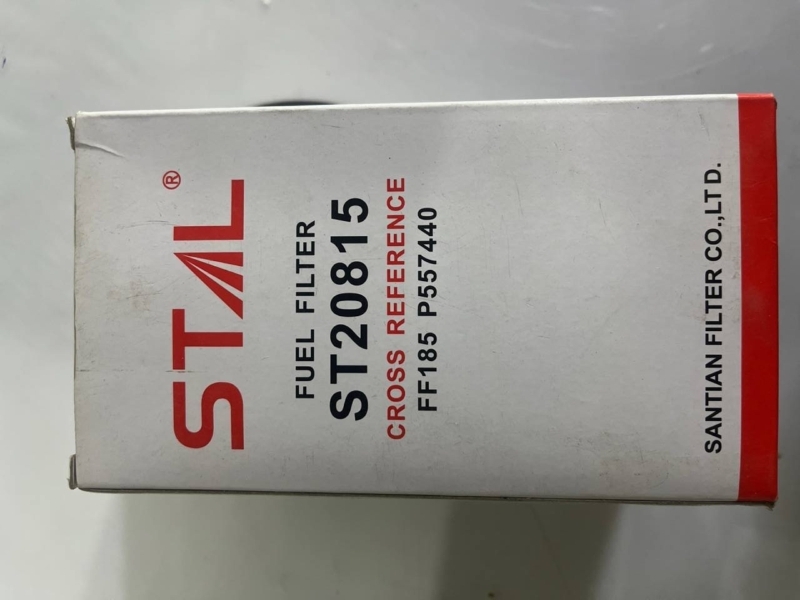 STAL®
FUEL FILTER
ST20815
CROSS REFERENCE
FF185 P557440
SANTIAN FILTER CO.,LTD.